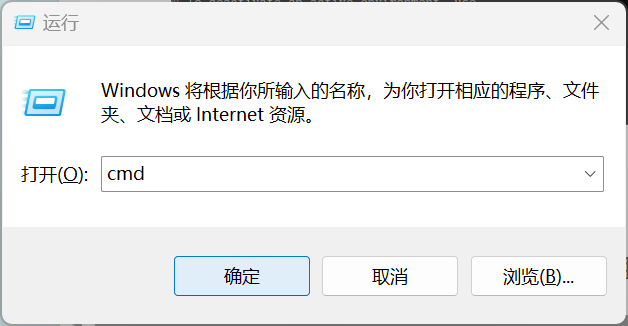 运行
Windows 将根据你所输入的名称，为你打开相应的程序、文件
夹、文档或 Internet 资源。
打开(O):
cmd
确定
取消
浏览(B)...